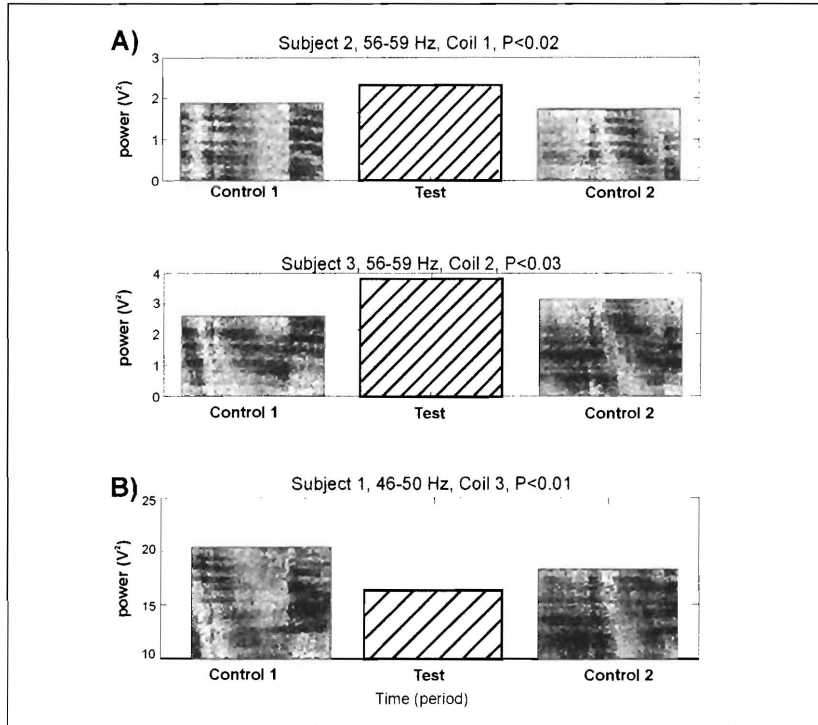 A)
Subject 2, 56-59 Hz, Coil 1, P<0.02
3
2
1
0
power (V²)
Control 1 Test Control 2
Subject 3, 56-59 Hz, Coil 2, P<0.03
4
3
2
1
0
power (V²)
Control 1 Test Control 2
B)
Subject 1, 46-50 Hz, Coil 3, P<0.01
25
20
15
10
power (V²)
Control 1 Test Control 2
Time (period)